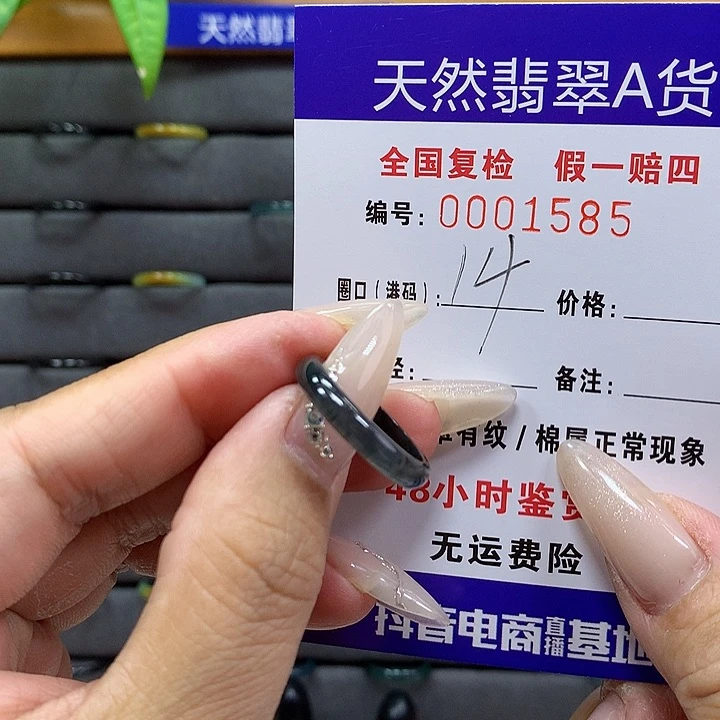 天然翡
天然翡翠A货
全国复检 假一赔四
编号: 0001585
圈口(港码): 14 价格:
径: 备注:
有纹/棉属正常现象
48小时鉴赏
无运费险
抖音电商直播基地